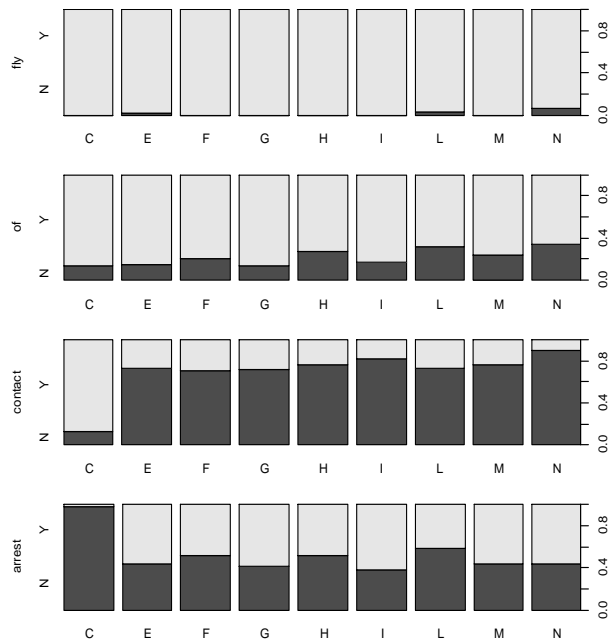 fly
Y
N
0.8
0.4
0.0
C E F G H I L M N
of
Y
N
0.8
0.4
0.0
C E F G H I L M N
contact
Y
N
0.8
0.4
0.0
C E F G H I L M N
arrest
Y
N
0.8
0.4
0.0
C E F G H I L M N